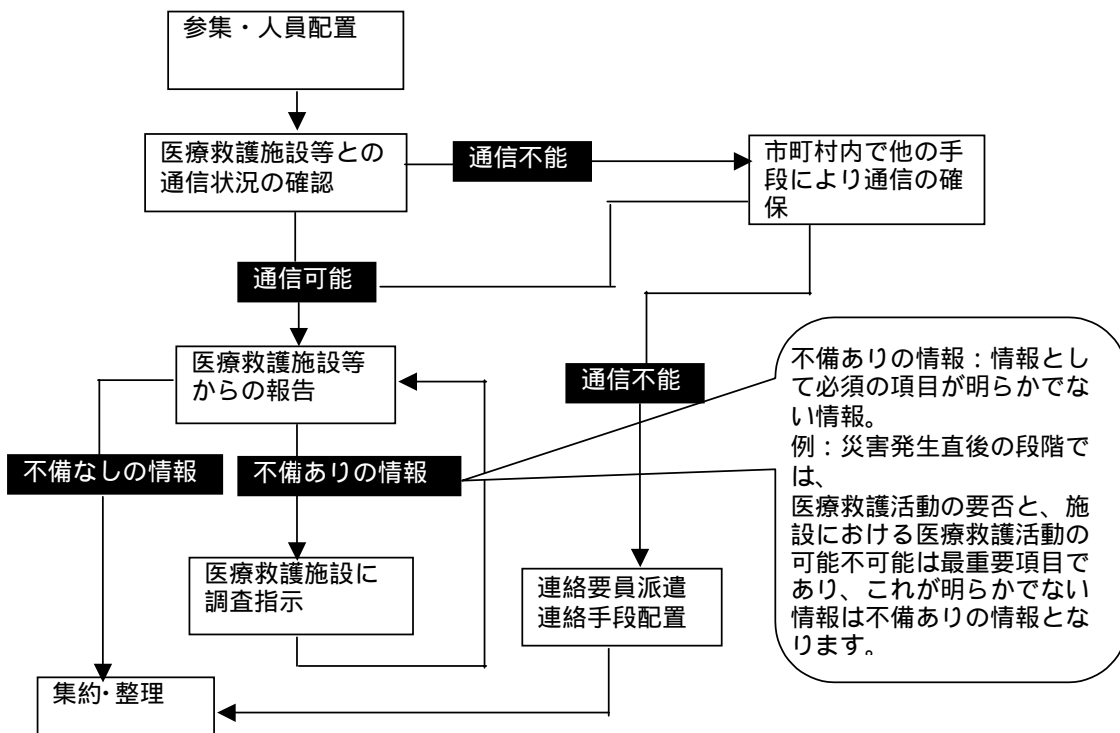 参集・人員配置
医療救護施設等との
通信状況の確認
通信不能
市町村内で他の手
段により通信の確
保
通信可能
医療救護施設等
からの報告
通信不能
不備ありの情報：情報とし
て必須の項目が明らかでな
い情報。
例：災害発生直後の段階で
は、
医療救護活動の要否と、施
設における医療救護活動の
可能不可能は最重要項目で
あり、これが明らかでない
情報は不備ありの情報とな
ります。
不備なしの情報
不備ありの情報
医療救護施設に
調査指示
連絡要員派遣
連絡手段配置
集約・整理